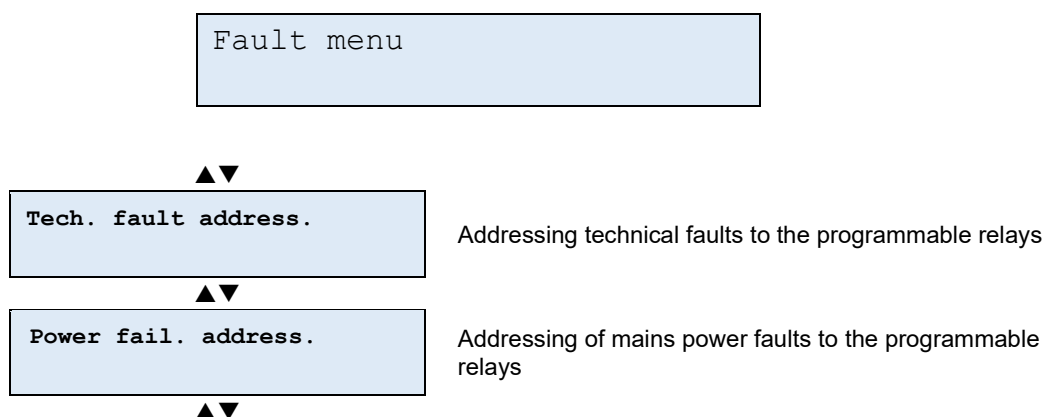 Fault menu
▲▼
Tech. fault address.
Addressing technical faults to the programmable relays
▲▼
Power fail. address.
Addressing of mains power faults to the programmable
relays
▲▼